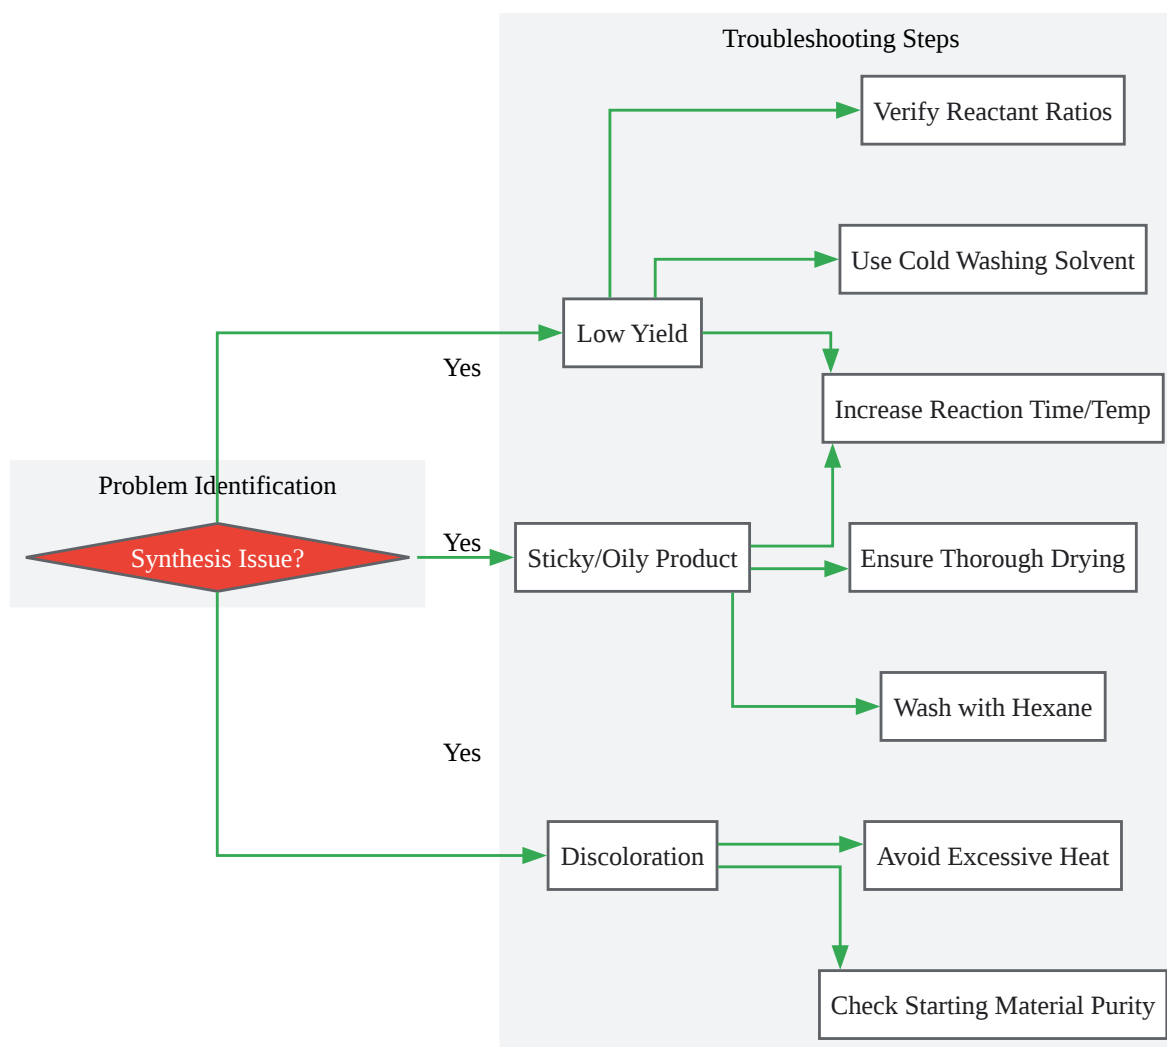 Troubleshooting Steps
Verify Reactant Ratios
Use Cold Washing Solvent
Low Yield
Yes
Increase Reaction Time/Temp
Problem Identification
Synthesis Issue?
Yes
Sticky/Oily Product
Ensure Thorough Drying
Wash with Hexane
Yes
Discoloration
Avoid Excessive Heat
Check Starting Material Purity